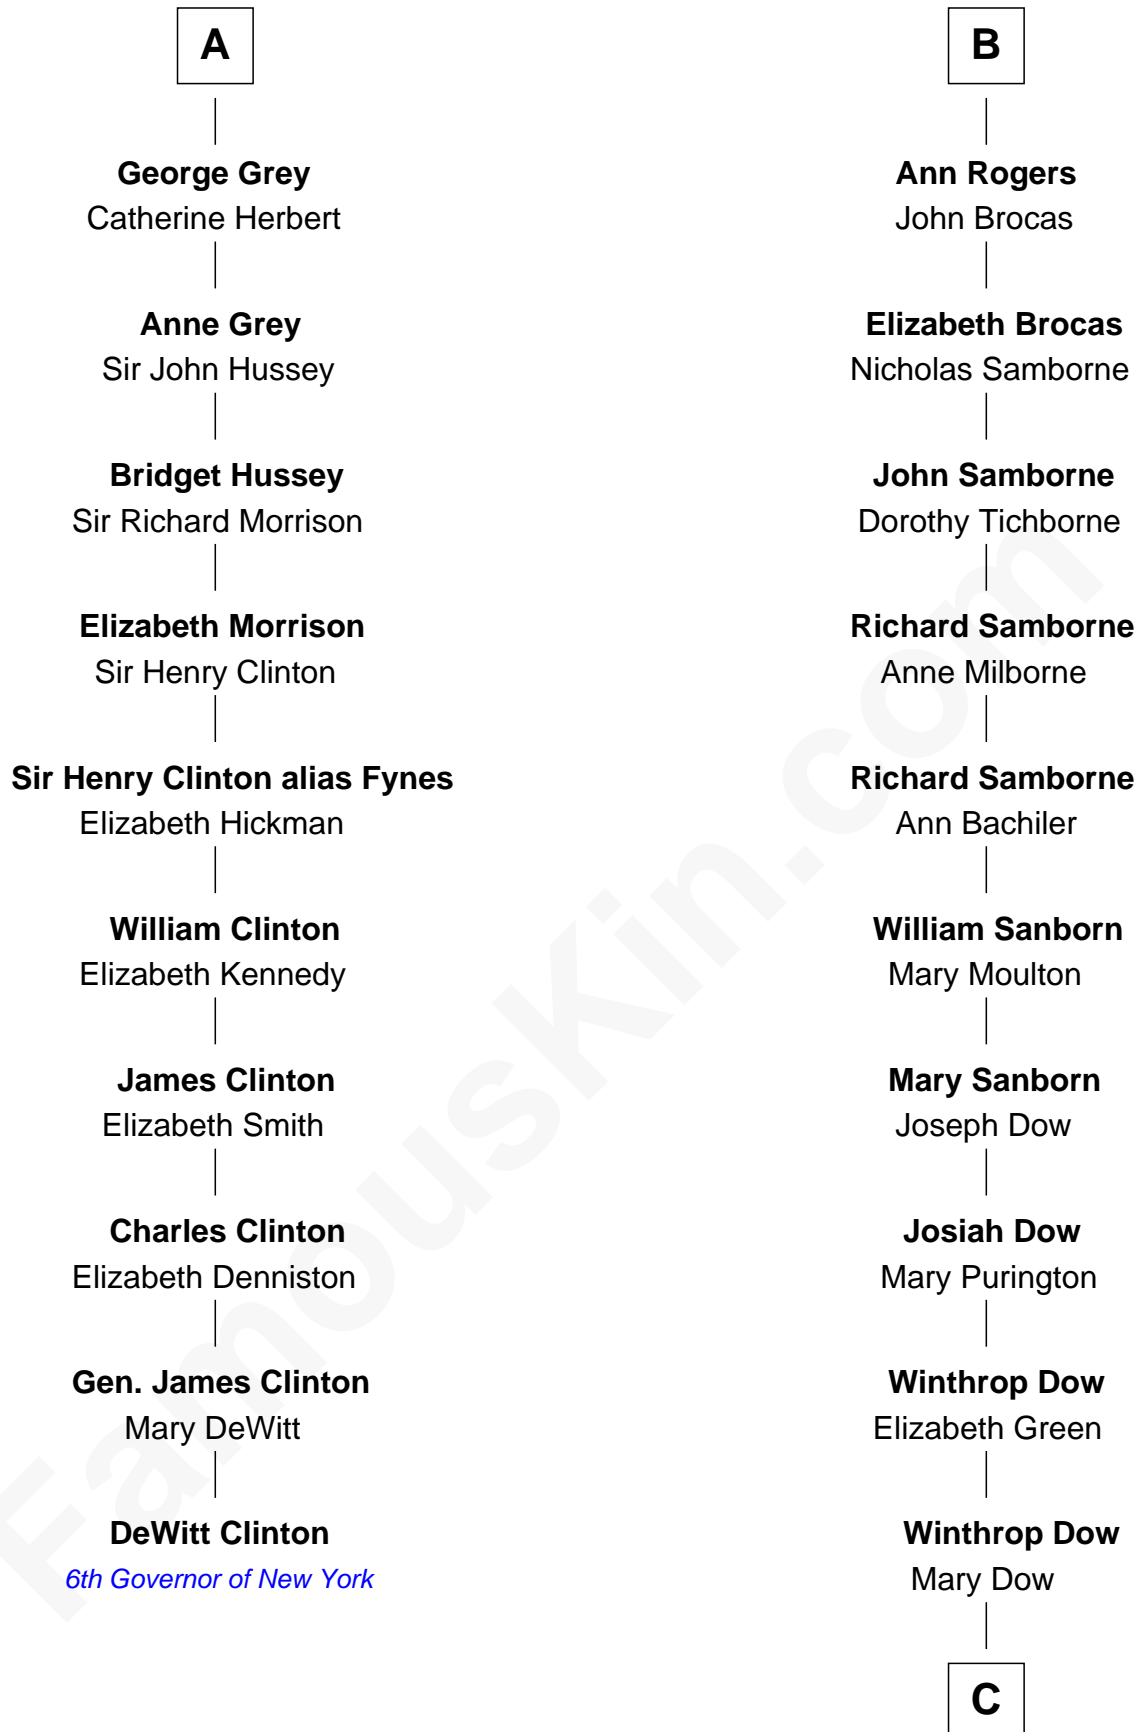 A
George Grey
Catherine Herbert
Anne Grey
Sir John Hussey
Bridget Hussey
Sir Richard Morrison
Elizabeth Morrison
Sir Henry Clinton
Sir Henry Clinton alias Fynes
Elizabeth Hickman
William Clinton
Elizabeth Kennedy
James Clinton
Elizabeth Smith
Charles Clinton
Elizabeth Denniston
Gen. James Clinton
Mary DeWitt
DeWitt Clinton
6th Governor of New York
B
Ann Rogers
John Brocas
Elizabeth Brocas
Nicholas Samborne
John Samborne
Dorothy Tichborne
Richard Samborne
Anne Milborne
Richard Samborne
Ann Bachiler
William Sanborn
Mary Moulton
Mary Sanborn
Joseph Dow
Josiah Dow
Mary Purington
Winthrop Dow
Elizabeth Green
Winthrop Dow
Mary Dow
C
FamousKin.com